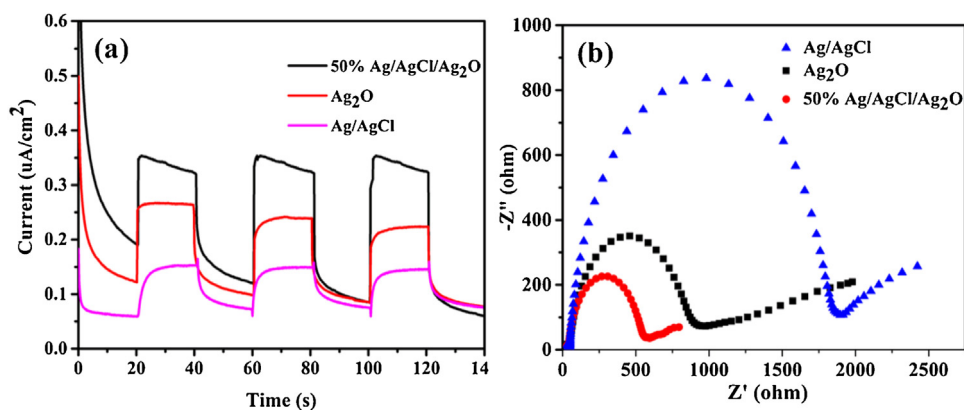 (a)
50% Ag/AgCl/Ag₂O
Ag₂O
Ag/AgCl
Current (uA/cm²)
0.6
0.5
0.4
0.3
0.2
0.1
0.0
0 20 40 60 80 100 120 14
Time (s)
(b)
Ag/AgCl
Ag₂O
50% Ag/AgCl/Ag₂O
-Z'' (ohm)
1000
800
600
400
200
0
0 500 1000 1500 2000 2500
Z' (ohm)